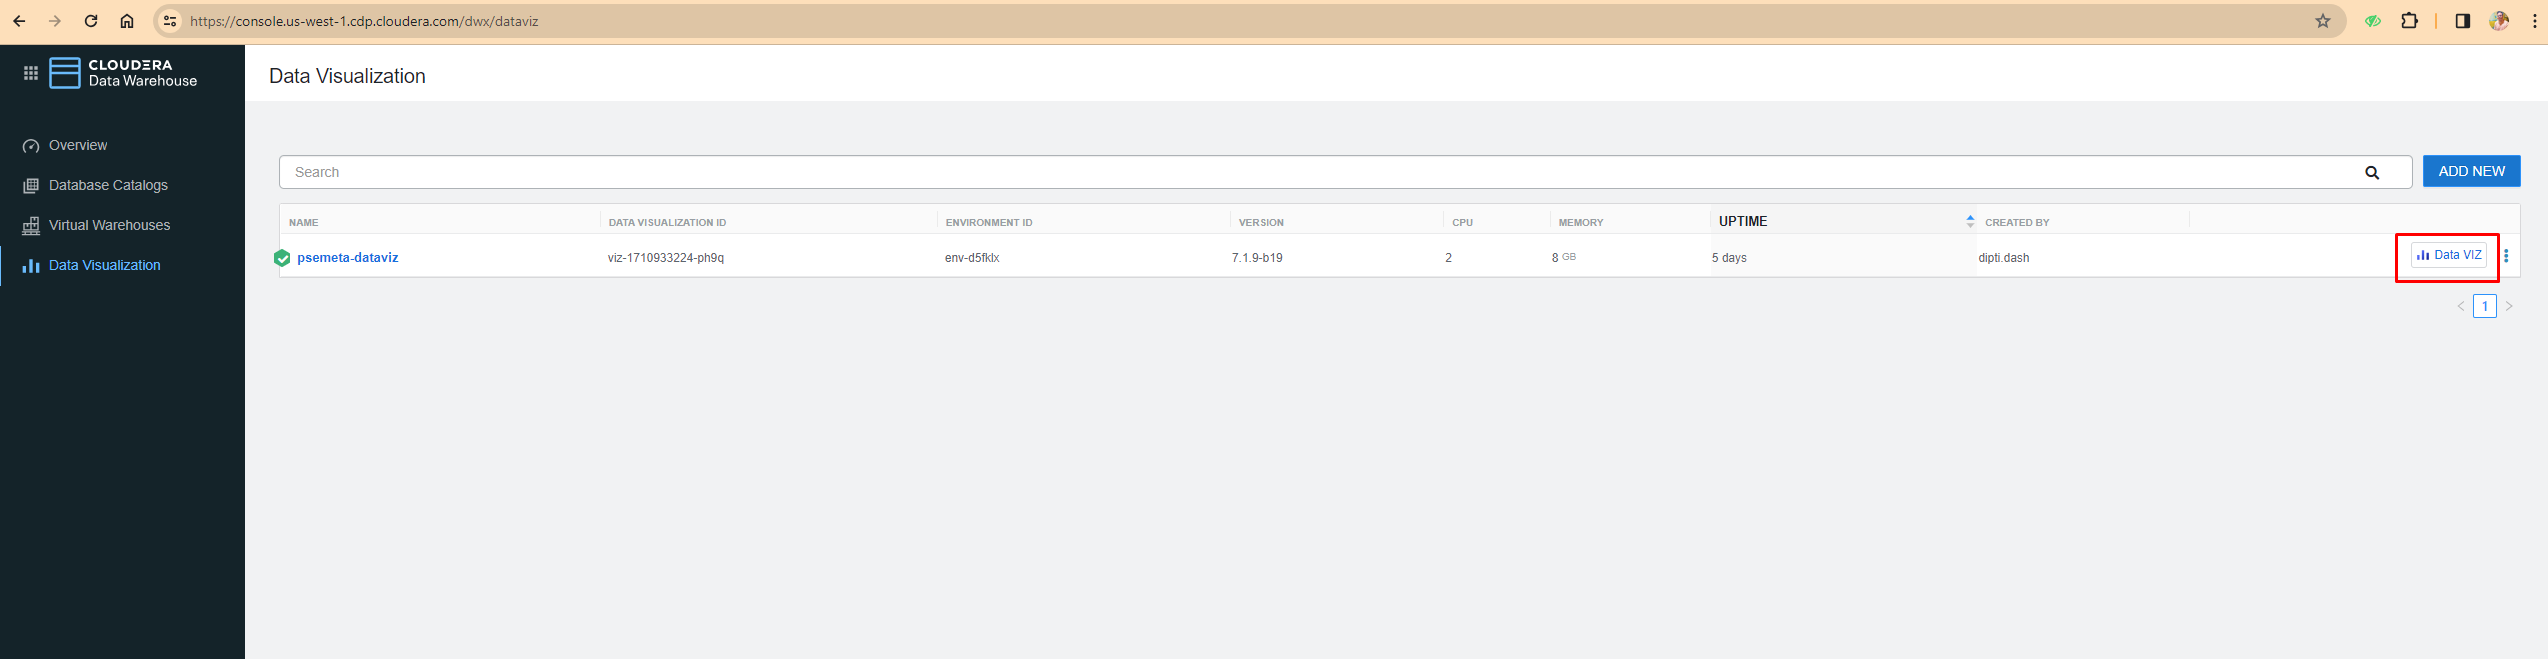 https://console.us-west-1.cdp.cloudera.com/dwx/dataviz
CLOUDERA
Data Warehouse
Data Visualization
Overview
Database Catalogs
Virtual Warehouses
Data Visualization
Search
ADD NEW
NAME DATA VISUALIZATION ID ENVIRONMENT ID VERSION CPU MEMORY UPTIME CREATED BY
psemeta-dataviz viz-1710933224-ph9q env-d5fklx 7.1.9-b19 2 8 GB 5 days dipti.dash Data VIZ
< 1 >